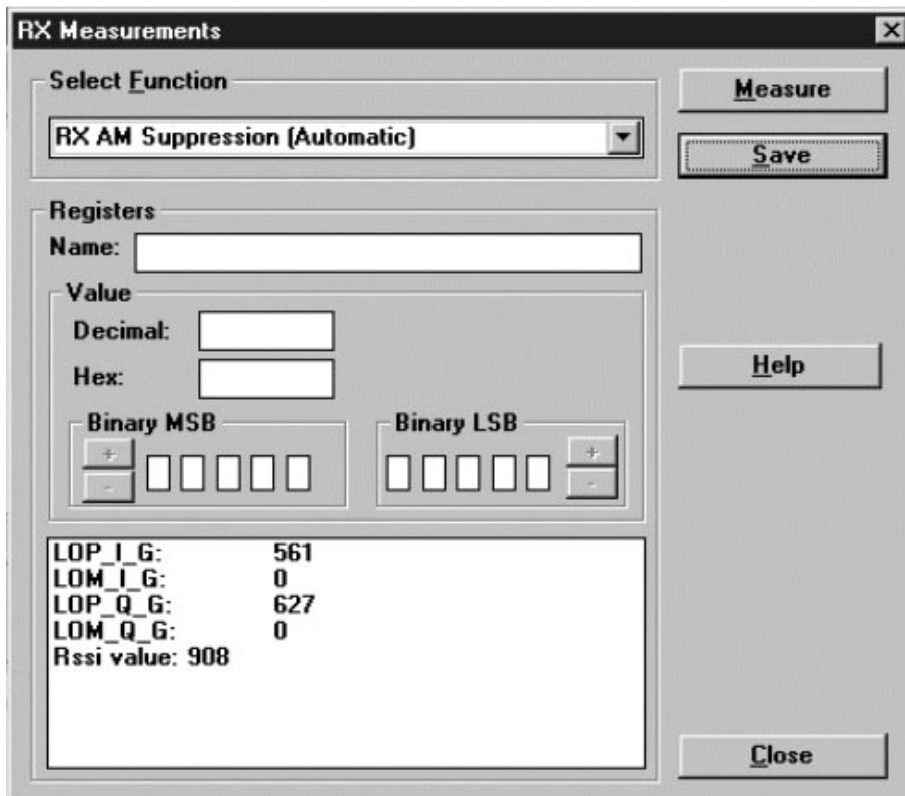 RX Measurements
Select Function
RX AM Suppression (Automatic)
Measure
Save
Registers
Name:
Value
Decimal:
Hex:
Help
Binary MSB
Binary LSB
+
-
+
-
LOP_I_G: 561
LOM_I_G: 0
LOP_Q_G: 627
LOM_Q_G: 0
Rssi value: 908
Close